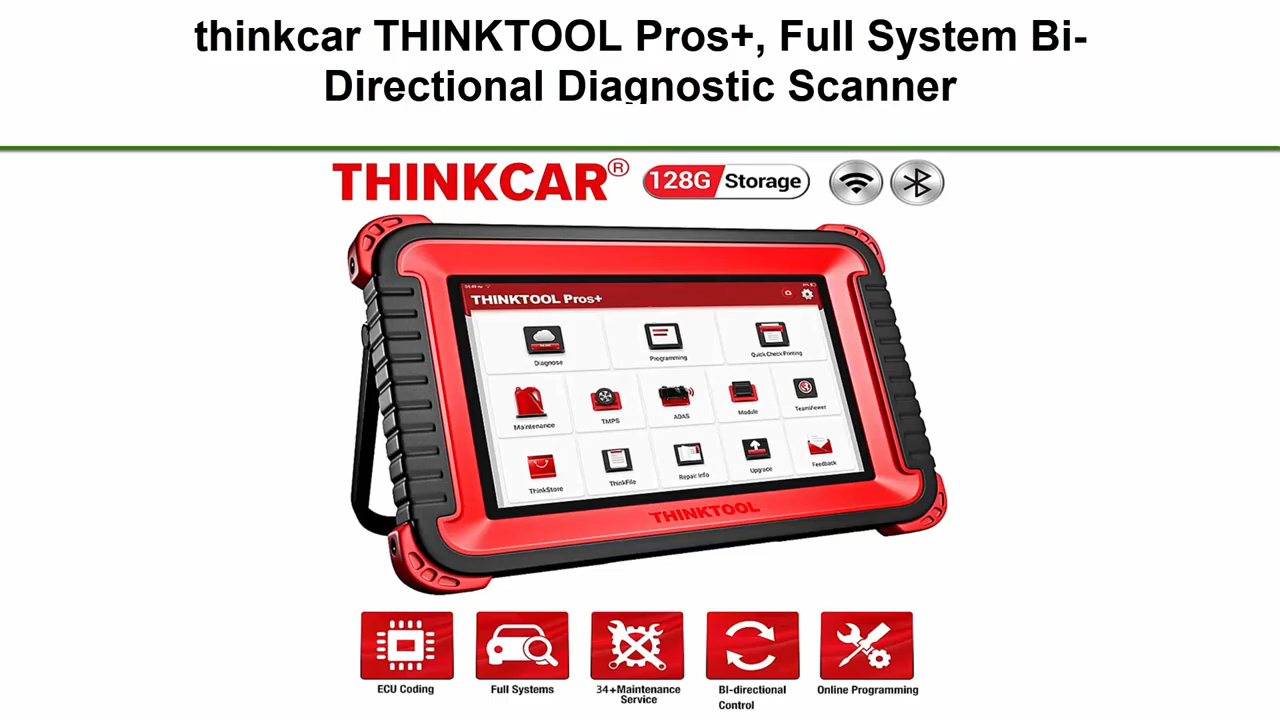 thinkcar THINKTOOL Pros+, Full System Bi-
Directional Diagnostic Scanner
THINKCAR® 128G Storage
THINKTOOL Pros+
Diagnose Programming Quick Check Printing
Maintenance TMPS ADAS Module TeamViewer
ThinkStore ThinkFile Repair Info Upgrade Feedback
THINKTOOL
ECU Coding Full Systems 34+Maintenance BI-directional Online Programming
Service Control